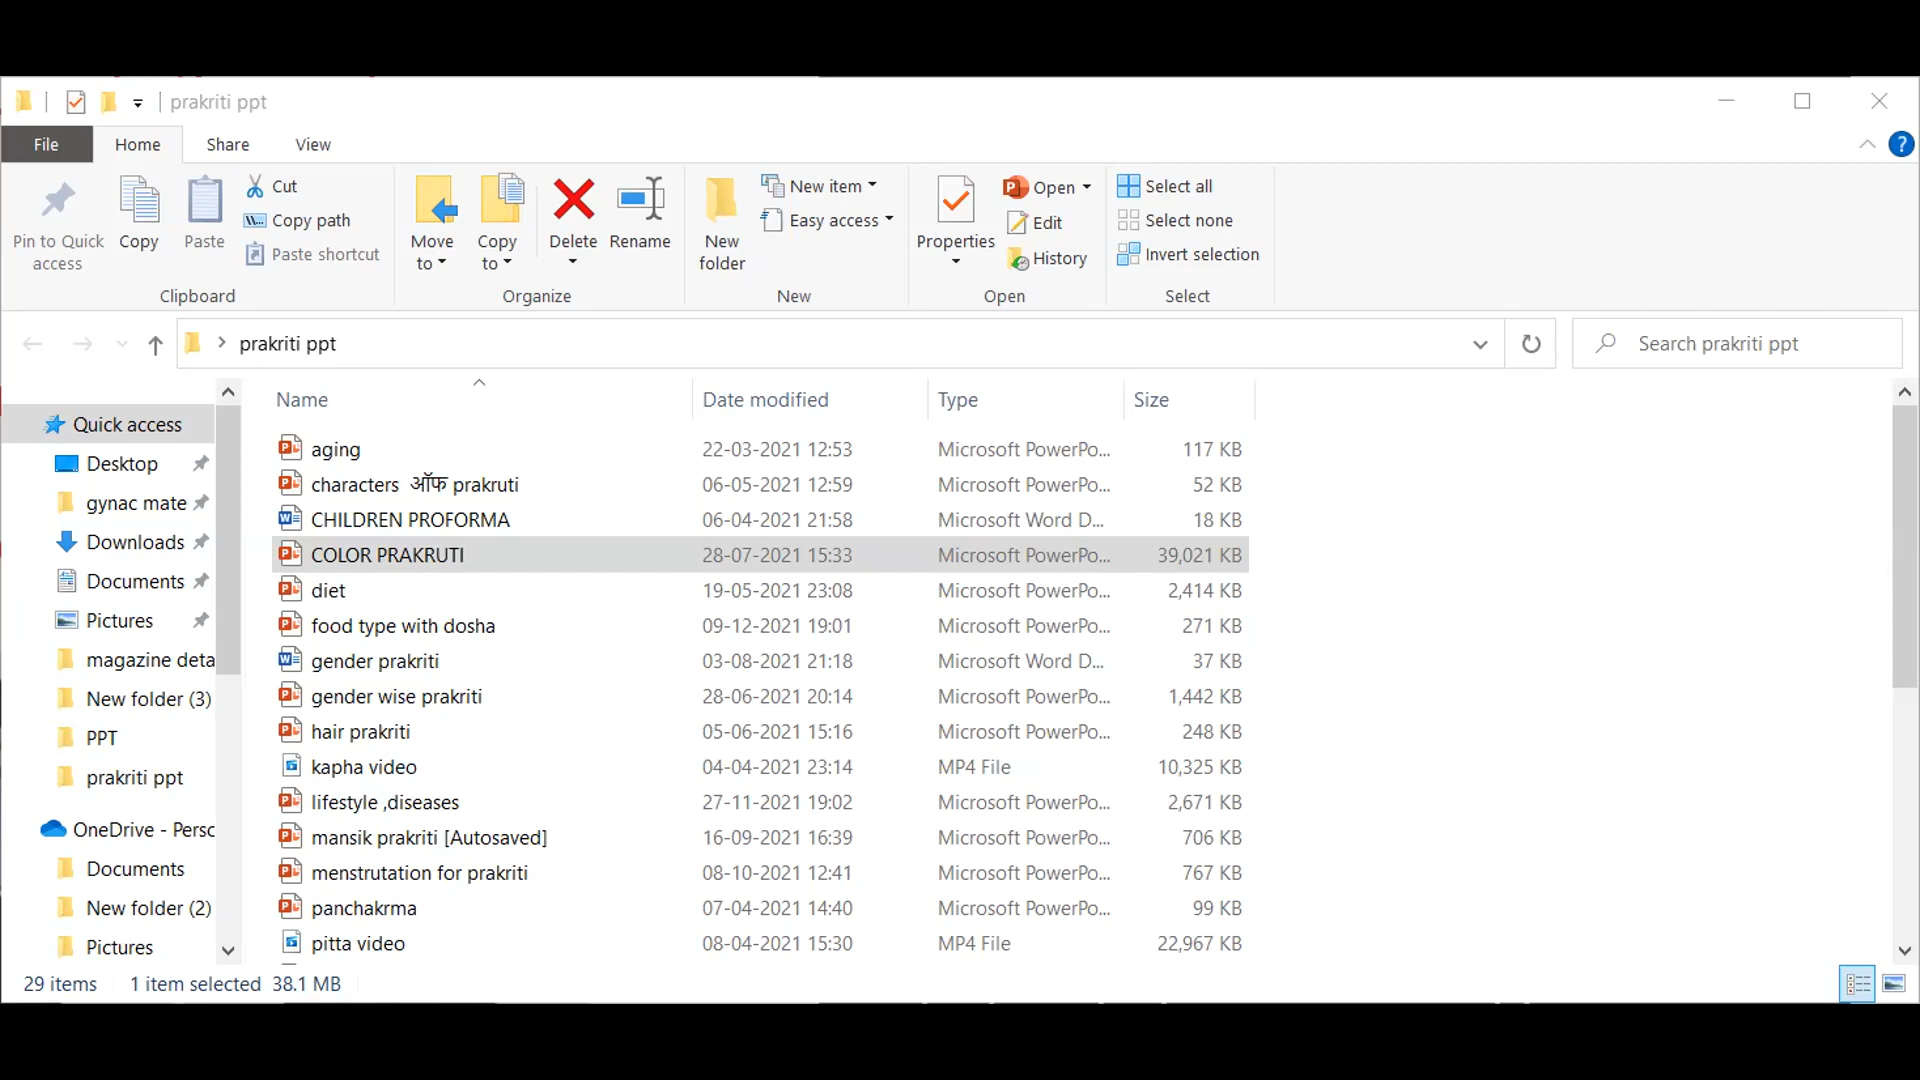 prakriti ppt
File Home Share View
Pin to Quick access
Copy
Paste
Cut
Copy path
Paste shortcut
Clipboard
Move to
Copy to
Delete
Rename
Organize
New folder
New item
Easy access
New
Properties
Open
Edit
History
Open
Select all
Select none
Invert selection
Select
prakriti ppt
Search prakriti ppt
Quick access
Desktop
gynac mate
Downloads
Documents
Pictures
magazine deta
New folder (3)
PPT
prakriti ppt
OneDrive - Persc
Documents
New folder (2)
Pictures
Name Date modified Type Size
aging 22-03-2021 12:53 Microsoft PowerPo... 117 KB
characters ऑफ prakruti 06-05-2021 12:59 Microsoft PowerPo... 52 KB
CHILDREN PROFORMA 06-04-2021 21:58 Microsoft Word D... 18 KB
COLOR PRAKRUTI 28-07-2021 15:33 Microsoft PowerPo... 39,021 KB
diet 19-05-2021 23:08 Microsoft PowerPo... 2,414 KB
food type with dosha 09-12-2021 19:01 Microsoft PowerPo... 271 KB
gender prakriti 03-08-2021 21:18 Microsoft Word D... 37 KB
gender wise prakriti 28-06-2021 20:14 Microsoft PowerPo... 1,442 KB
hair prakriti 05-06-2021 15:16 Microsoft PowerPo... 248 KB
kapha video 04-04-2021 23:14 MP4 File 10,325 KB
lifestyle ,diseases 27-11-2021 19:02 Microsoft PowerPo... 2,671 KB
mansik prakriti [Autosaved] 16-09-2021 16:39 Microsoft PowerPo... 706 KB
menstrutation for prakriti 08-10-2021 12:41 Microsoft PowerPo... 767 KB
panchakrma 07-04-2021 14:40 Microsoft PowerPo... 99 KB
pitta video 08-04-2021 15:30 MP4 File 22,967 KB
29 items 1 item selected 38.1 MB